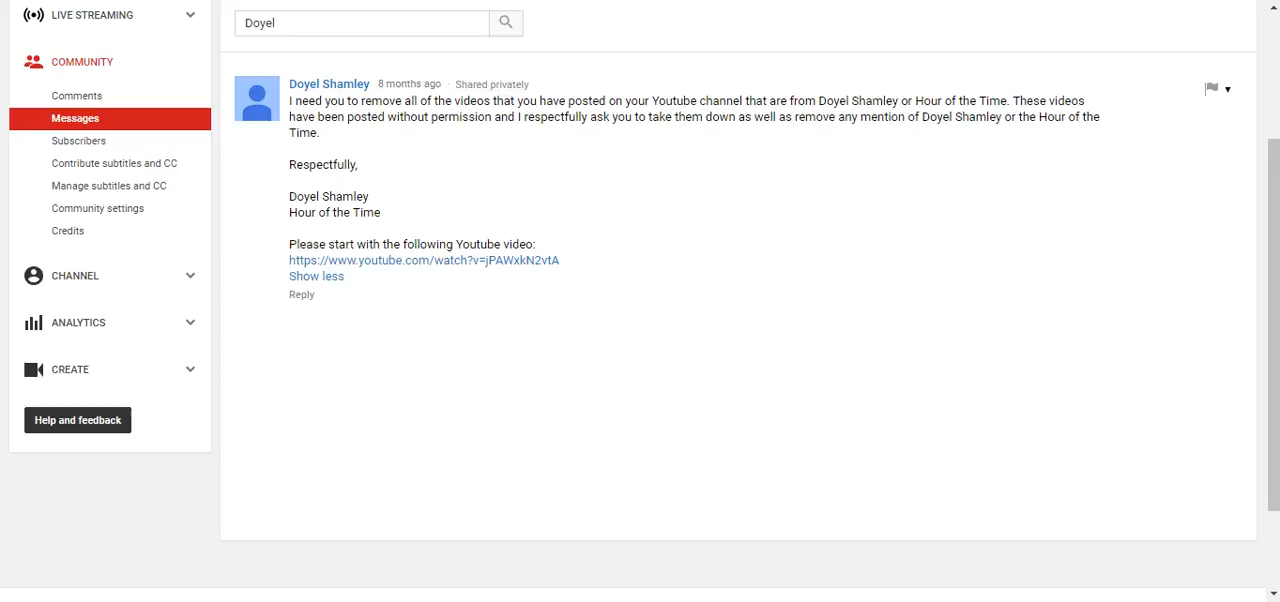 LIVE STREAMING
COMMUNITY
Comments
Messages
Subscribers
Contribute subtitles and CC
Manage subtitles and CC
Community settings
Credits
CHANNEL
ANALYTICS
CREATE
Help and feedback
Doyel
Doyel Shamley 8 months ago · Shared privately
I need you to remove all of the videos that you have posted on your Youtube channel that are from Doyel Shamley or Hour of the Time. These videos
have been posted without permission and I respectfully ask you to take them down as well as remove any mention of Doyel Shamley or the Hour of the
Time.
Respectfully,
Doyel Shamley
Hour of the Time
Please start with the following Youtube video:
https://www.youtube.com/watch?v=jPAWxkN2vtA
Show less
Reply